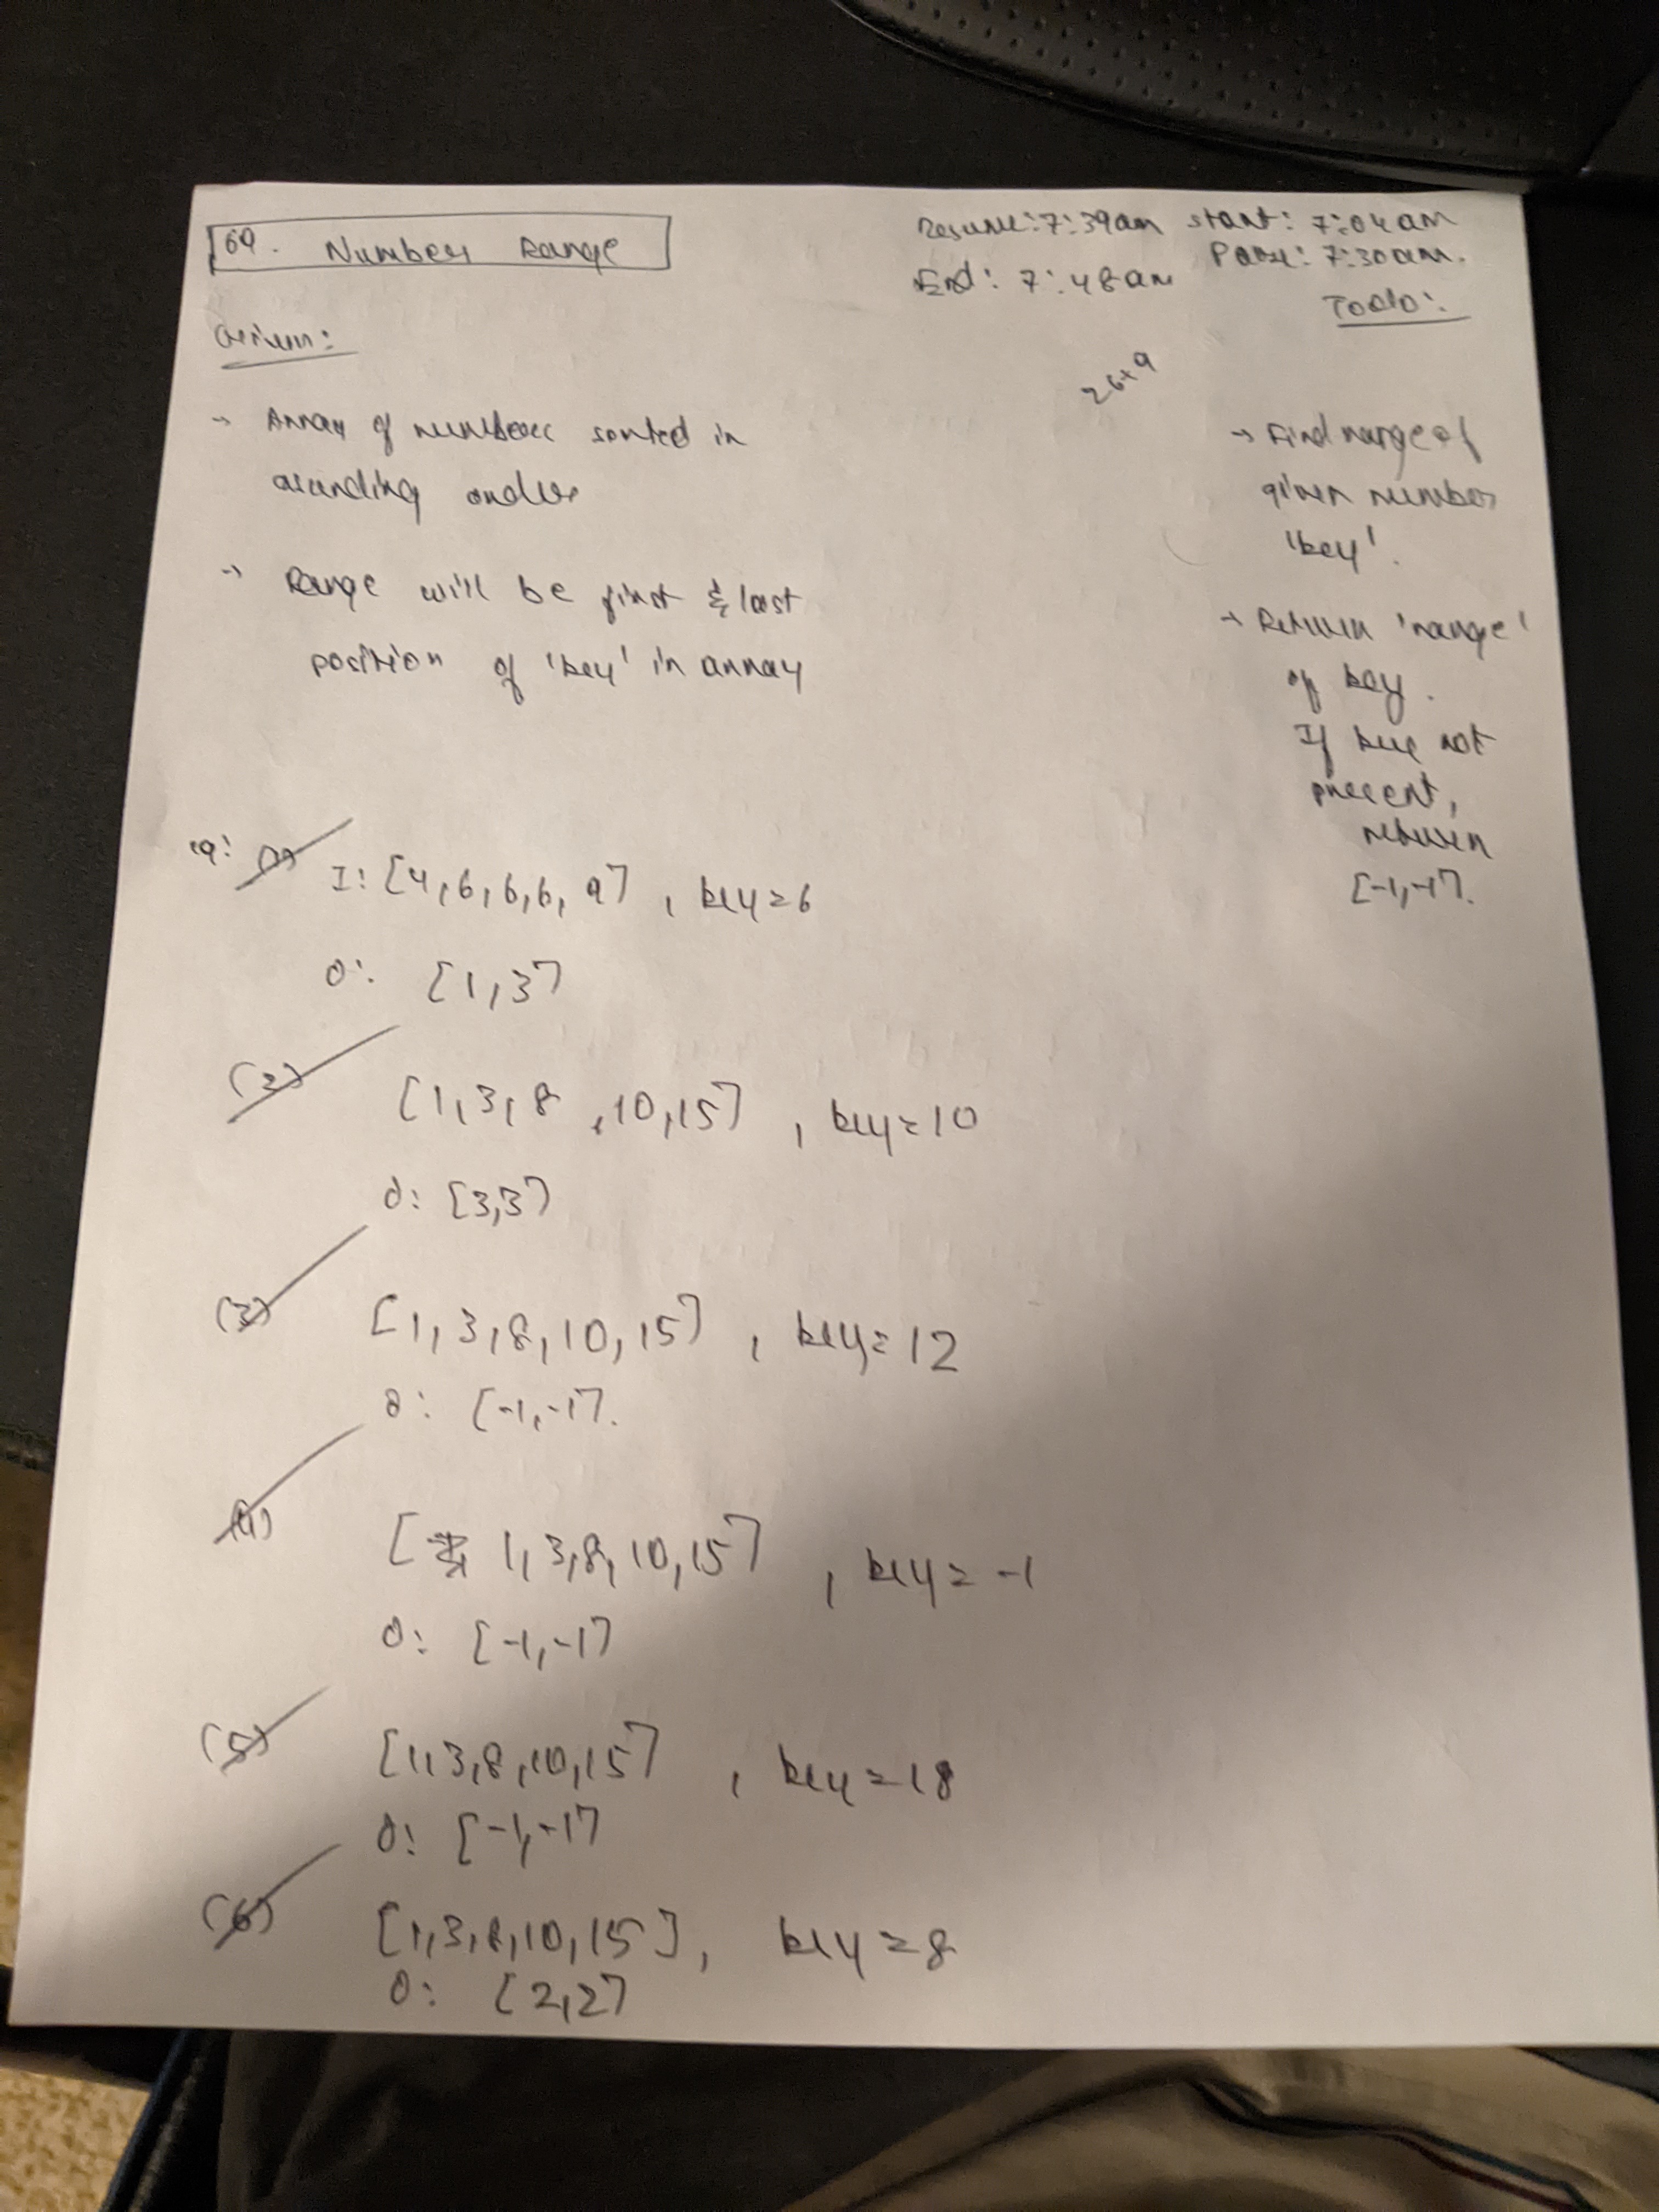 69. Number Range
Resume: 7:39am start: 7:04am
End: 7:48am Pause: 7:30am.
Todo:
Given:
26+9
→ Array of numbers sorted in
ascending order
→ Range will be first & last
position of 'key' in array
→ Find range of
given number
'key'.
→ Return 'range'
of key.
If key not
present,
return
[-1,-1].
eg: (1) I: [4,6,6,6,9], key=6
O: [1,3]
(2) [1,3,8,10,15], key=10
O: [3,3]
(3) [1,3,8,10,15], key=12
O: [-1,-1].
(4) [1,3,8,10,15], key=-1
O: [-1,-1]
(5) [1,3,8,10,15], key=18
O: [-1,-1]
(6) [1,3,8,10,15], key=8
O: [2,2]